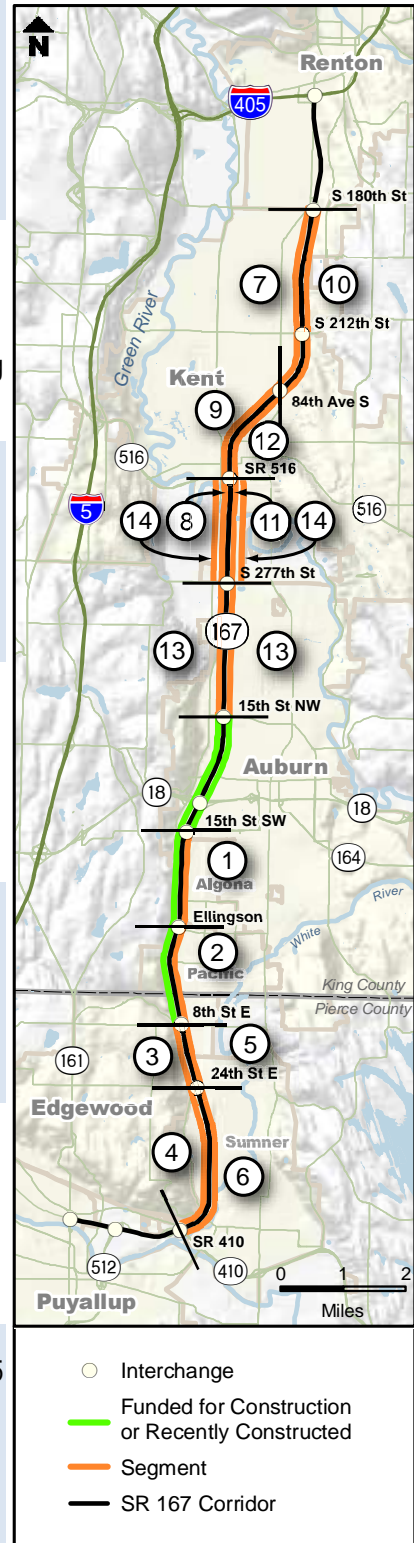 N
Renton
405
S 180th St
7
10
S 212th St
Green River
Kent
84th Ave S
9
12
516
SR 516
516
5
14
8
11
14
S 277th St
167
13
13
15th St NW
Auburn
18
18
15th St SW
164
1
Algona
River
Ellingson
White
2
Pacific
King County
Pierce County
8th St E
5
3
161
24th St E
Edgewood
Sumner
4
6
SR 410
512
410
0 1 2
Miles
Puyallup
Interchange
Funded for Construction
or Recently Constructed
Segment
SR 167 Corridor